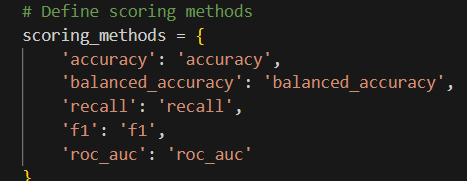 # Define scoring methods
scoring_methods = {
    'accuracy': 'accuracy',
    'balanced_accuracy': 'balanced_accuracy',
    'recall': 'recall',
    'f1': 'f1',
    'roc_auc': 'roc_auc'
}